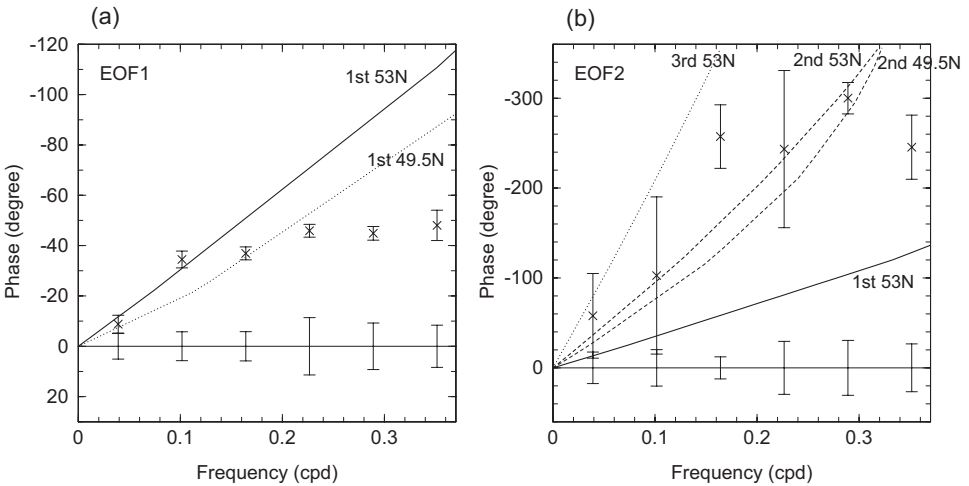 (a)
EOF1
1st 53N
1st 49.5N
Phase (degree)
-120
-100
-80
-60
-40
-20
0
20
0
0.1
0.2
0.3
Frequency (cpd)
(b)
EOF2
3rd 53N
2nd 53N
2nd 49.5N
1st 53N
Phase (degree)
-300
-200
-100
0
0
0.1
0.2
0.3
Frequency (cpd)